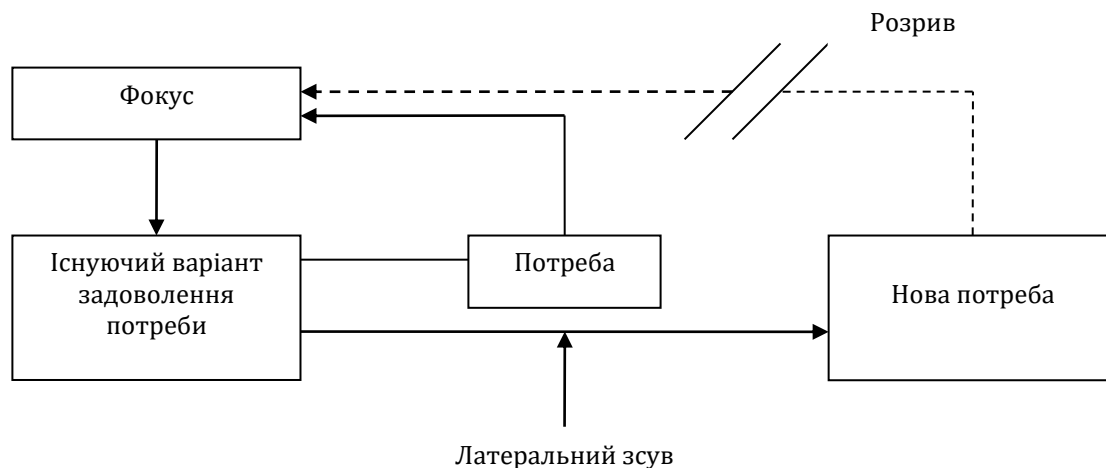 Розрив
Фокус
Існуючий варіант
задоволення
потреби
Потреба
Нова потреба
Латеральний зсув